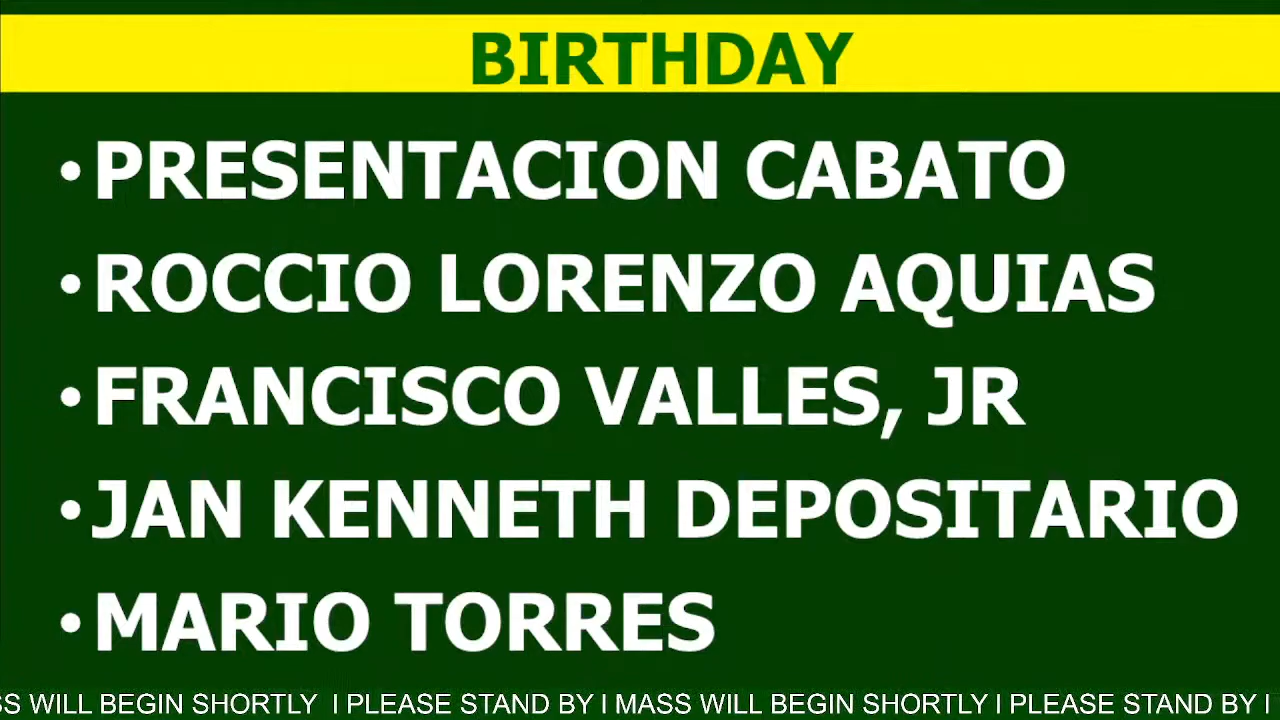 BIRTHDAY
•PRESENTACION CABATO
•ROCCIO LORENZO AQUIAS
•FRANCISCO VALLES, JR
•JAN KENNETH DEPOSITARIO
•MARIO TORRES
SS WILL BEGIN SHORTLY I PLEASE STAND BY I MASS WILL BEGIN SHORTLY I PLEASE STAND BY I